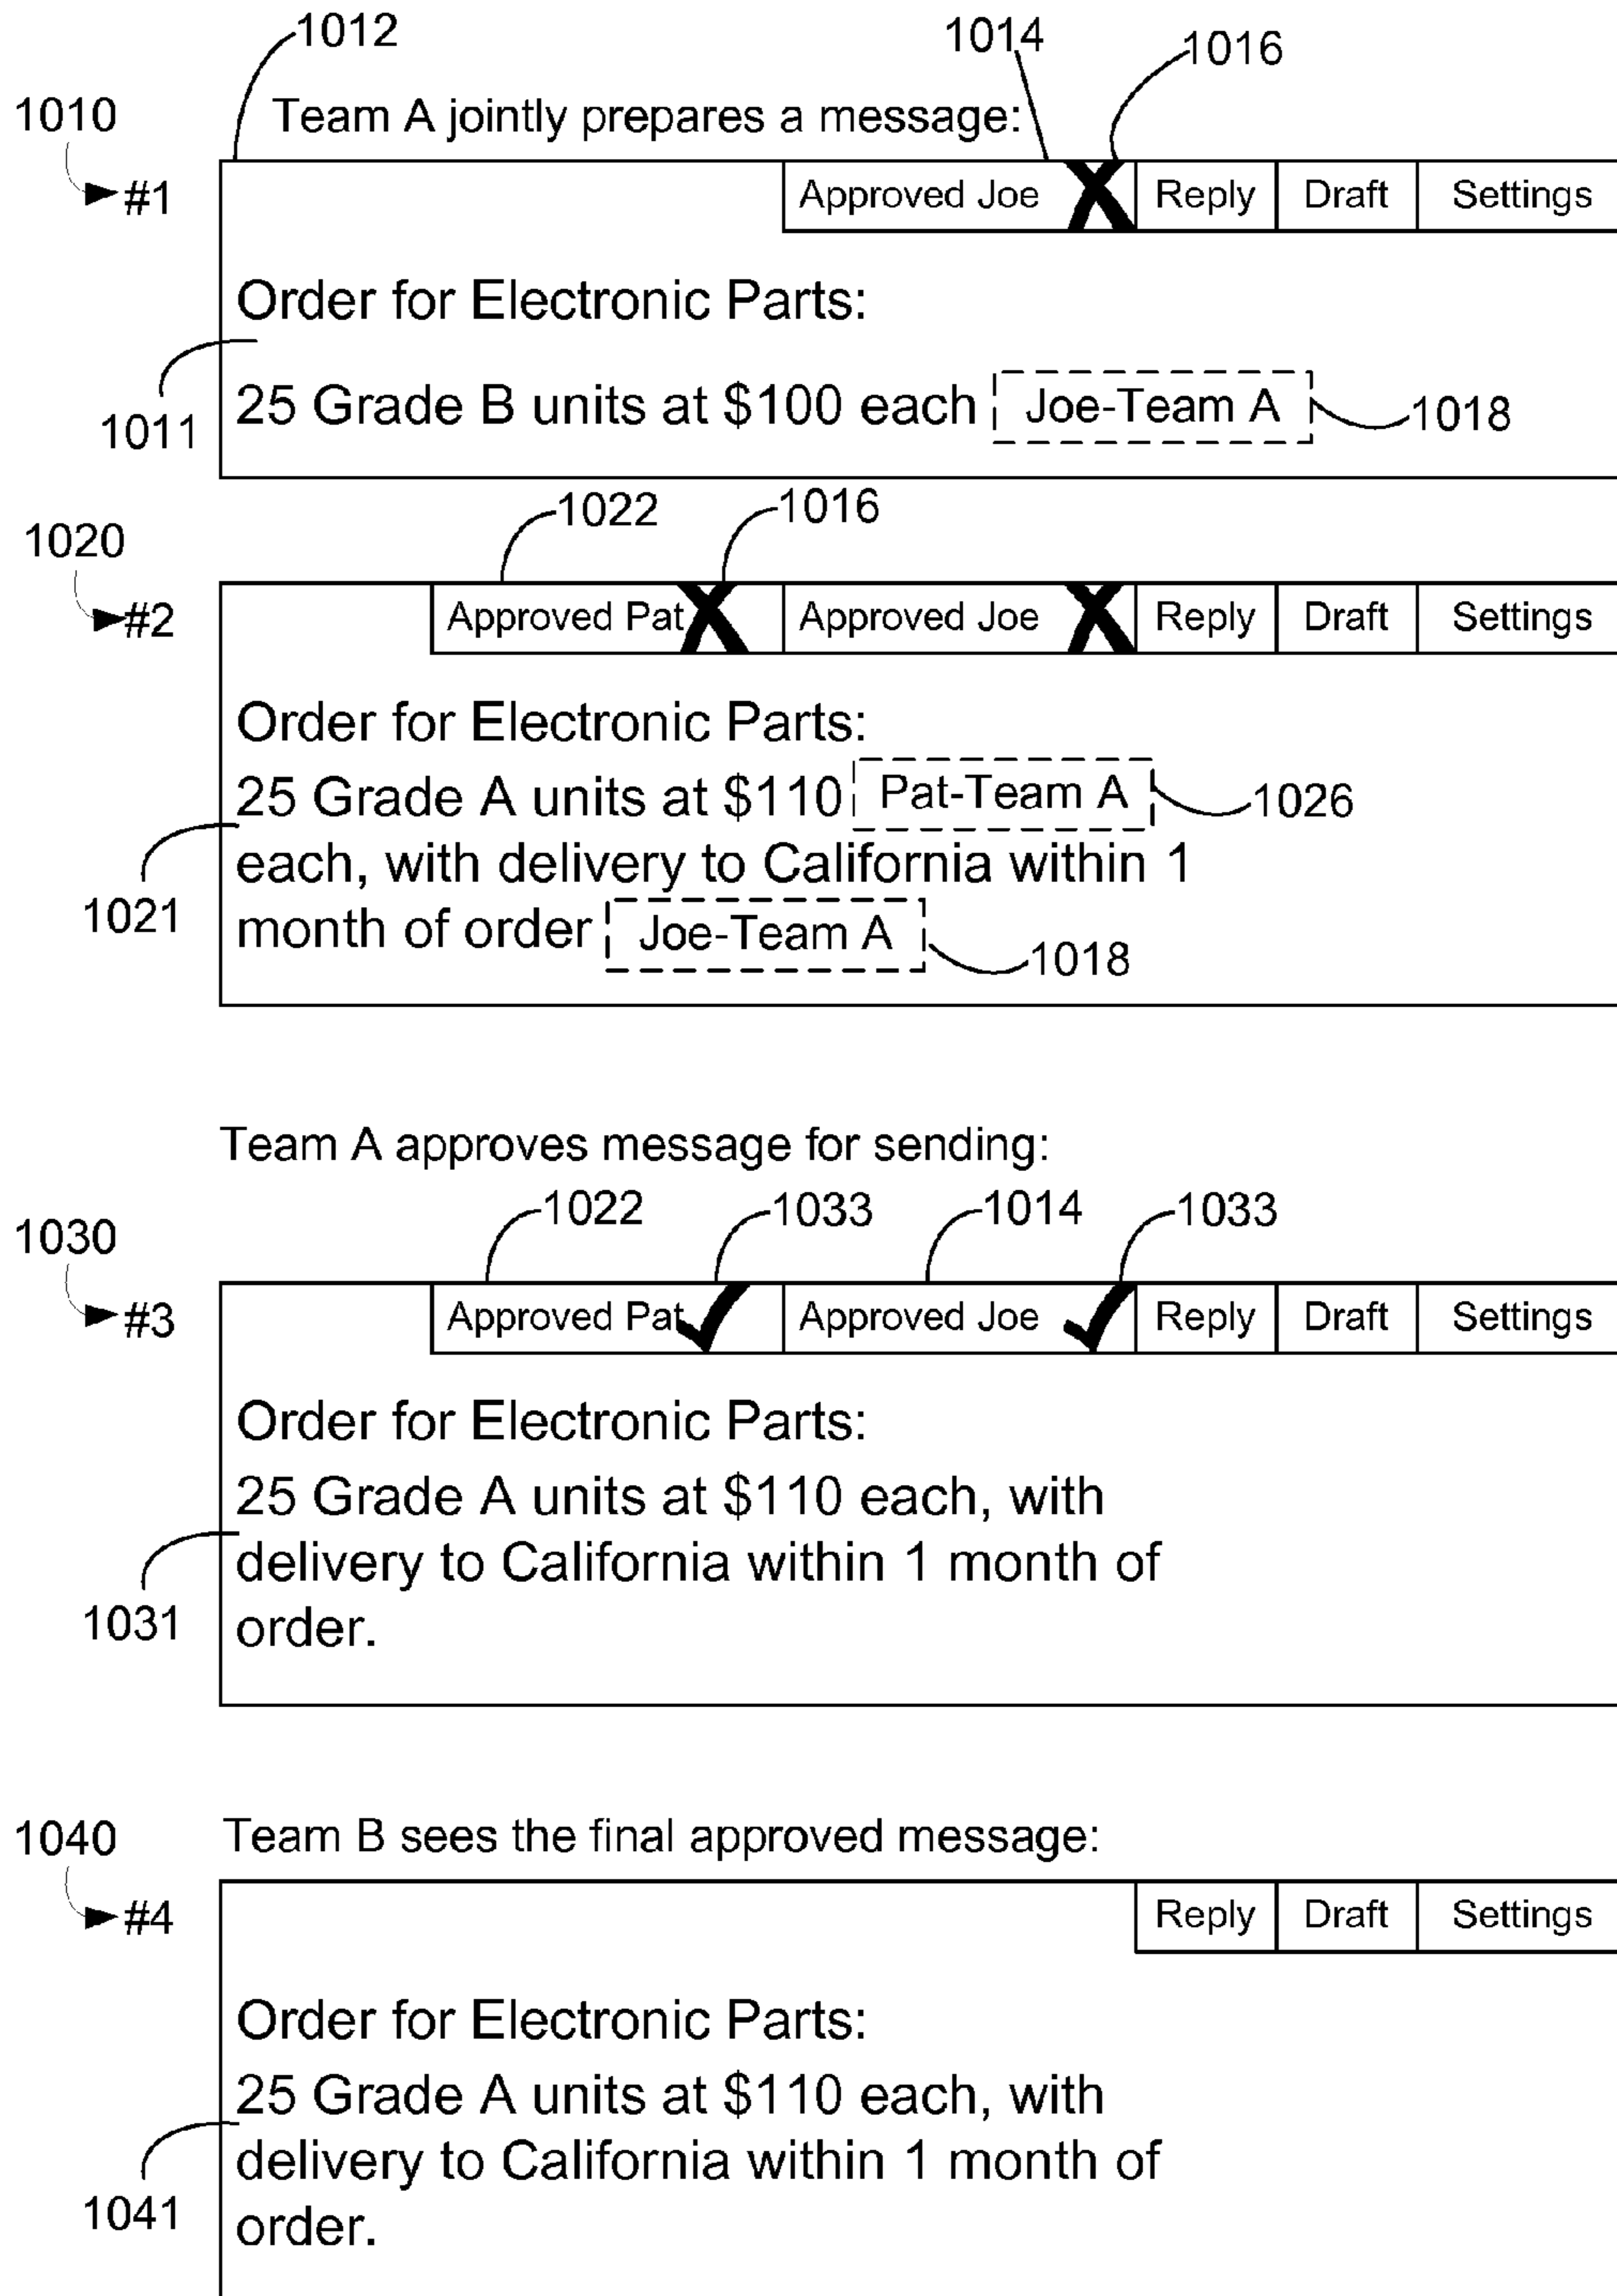 1012
1014
1016
1010
Team A jointly prepares a message:
#1
Approved Joe X Reply Draft Settings
Order for Electronic Parts:
25 Grade B units at $100 each Joe-Team A
1018
1011
1022
1016
1020
#2
Approved Pat X Approved Joe X Reply Draft Settings
Order for Electronic Parts:
25 Grade A units at $110 Pat-Team A
1026
each, with delivery to California within 1
1021
month of order Joe-Team A
1018
Team A approves message for sending:
1022
1033
1014
1033
1030
#3
Approved Pat ✓ Approved Joe ✓ Reply Draft Settings
Order for Electronic Parts:
25 Grade A units at $110 each, with
delivery to California within 1 month of
1031
order.
1040
Team B sees the final approved message:
#4
Reply Draft Settings
Order for Electronic Parts:
25 Grade A units at $110 each, with
delivery to California within 1 month of
1041
order.